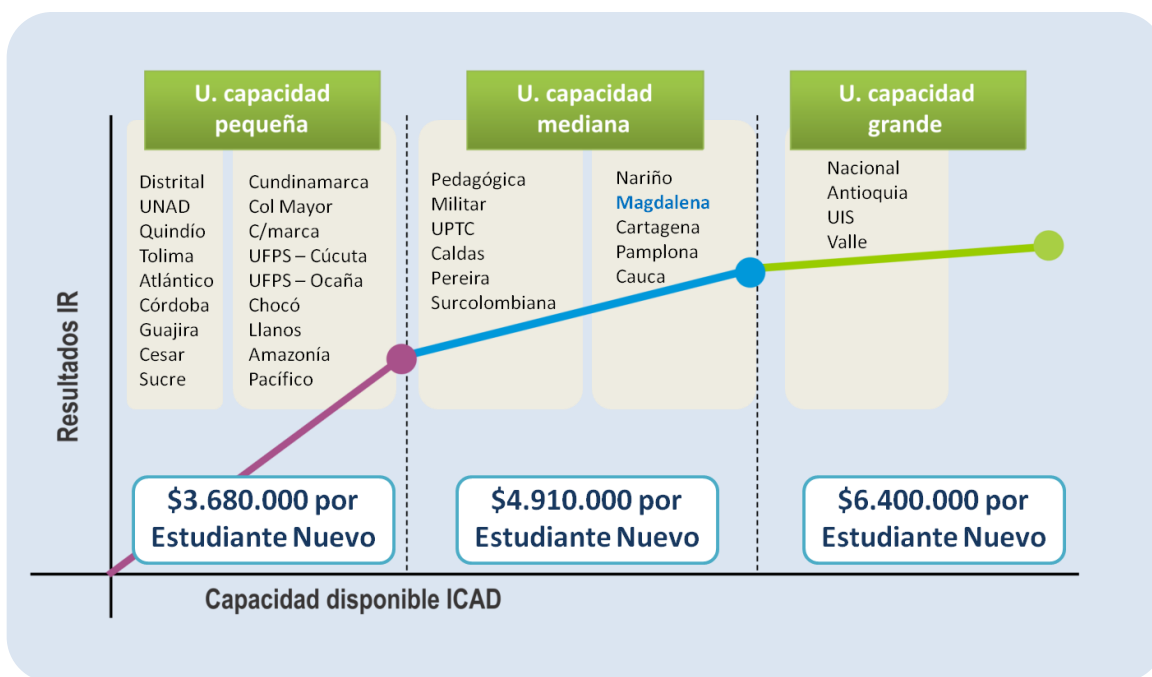 U. capacidad
pequeña
U. capacidad
mediana
U. capacidad
grande
Distrital
UNAD
Quindío
Tolima
Atlántico
Córdoba
Guajira
Cesar
Sucre
Cundinamarca
Col Mayor
C/marca
UFPS – Cúcuta
UFPS – Ocaña
Chocó
Llanos
Amazonía
Pacífico
Pedagógica
Militar
UPTC
Caldas
Pereira
Surcolombiana
Nariño
Magdalena
Cartagena
Pamplona
Cauca
Nacional
Antioquia
UIS
Valle
Resultados IR
$3.680.000 por
Estudiante Nuevo
$4.910.000 por
Estudiante Nuevo
$6.400.000 por
Estudiante Nuevo
Capacidad disponible ICAD